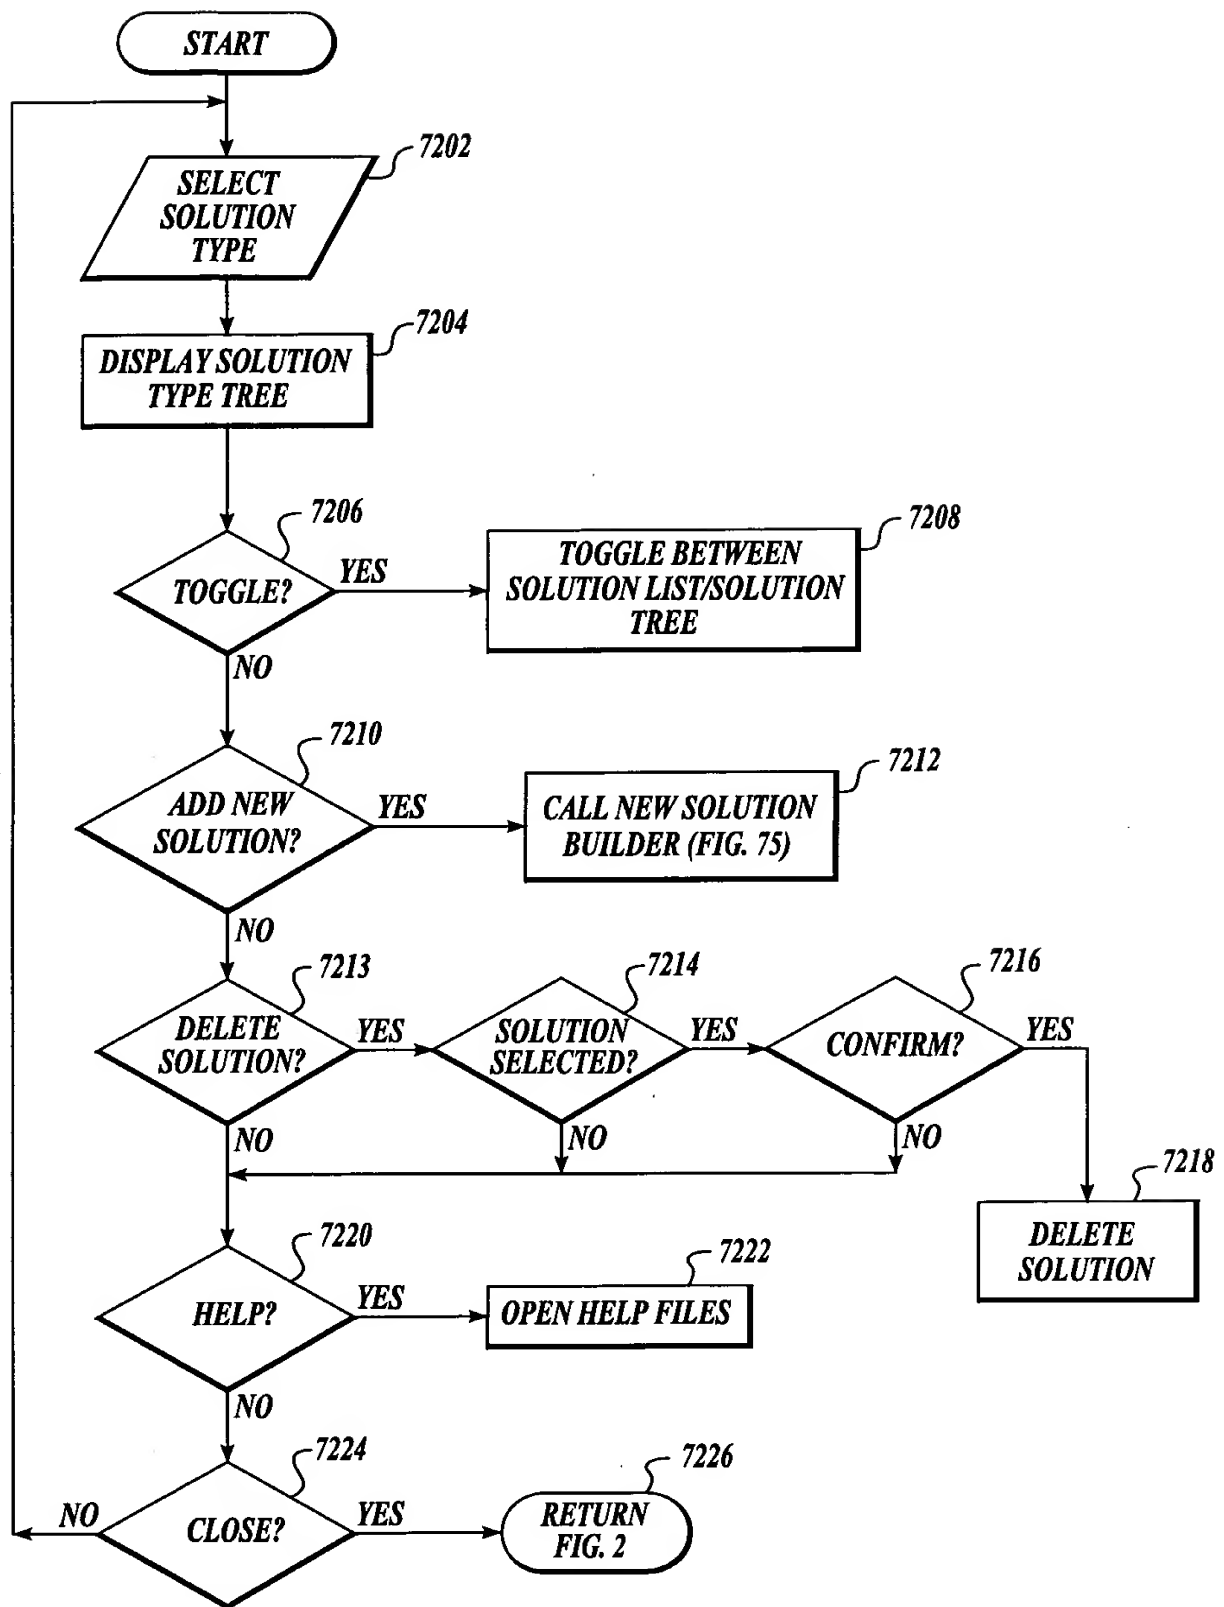 START
7202
SELECT
SOLUTION
TYPE
7204
DISPLAY SOLUTION
TYPE TREE
7206
TOGGLE?
YES
NO
7208
TOGGLE BETWEEN
SOLUTION LIST/SOLUTION
TREE
7210
ADD NEW
SOLUTION?
YES
NO
7212
CALL NEW SOLUTION
BUILDER (FIG. 75)
7213
DELETE
SOLUTION?
YES
NO
7214
SOLUTION
SELECTED?
YES
NO
7216
CONFIRM?
YES
NO
7218
DELETE
SOLUTION
7220
HELP?
YES
NO
7222
OPEN HELP FILES
7224
CLOSE?
NO
YES
7226
RETURN
FIG. 2